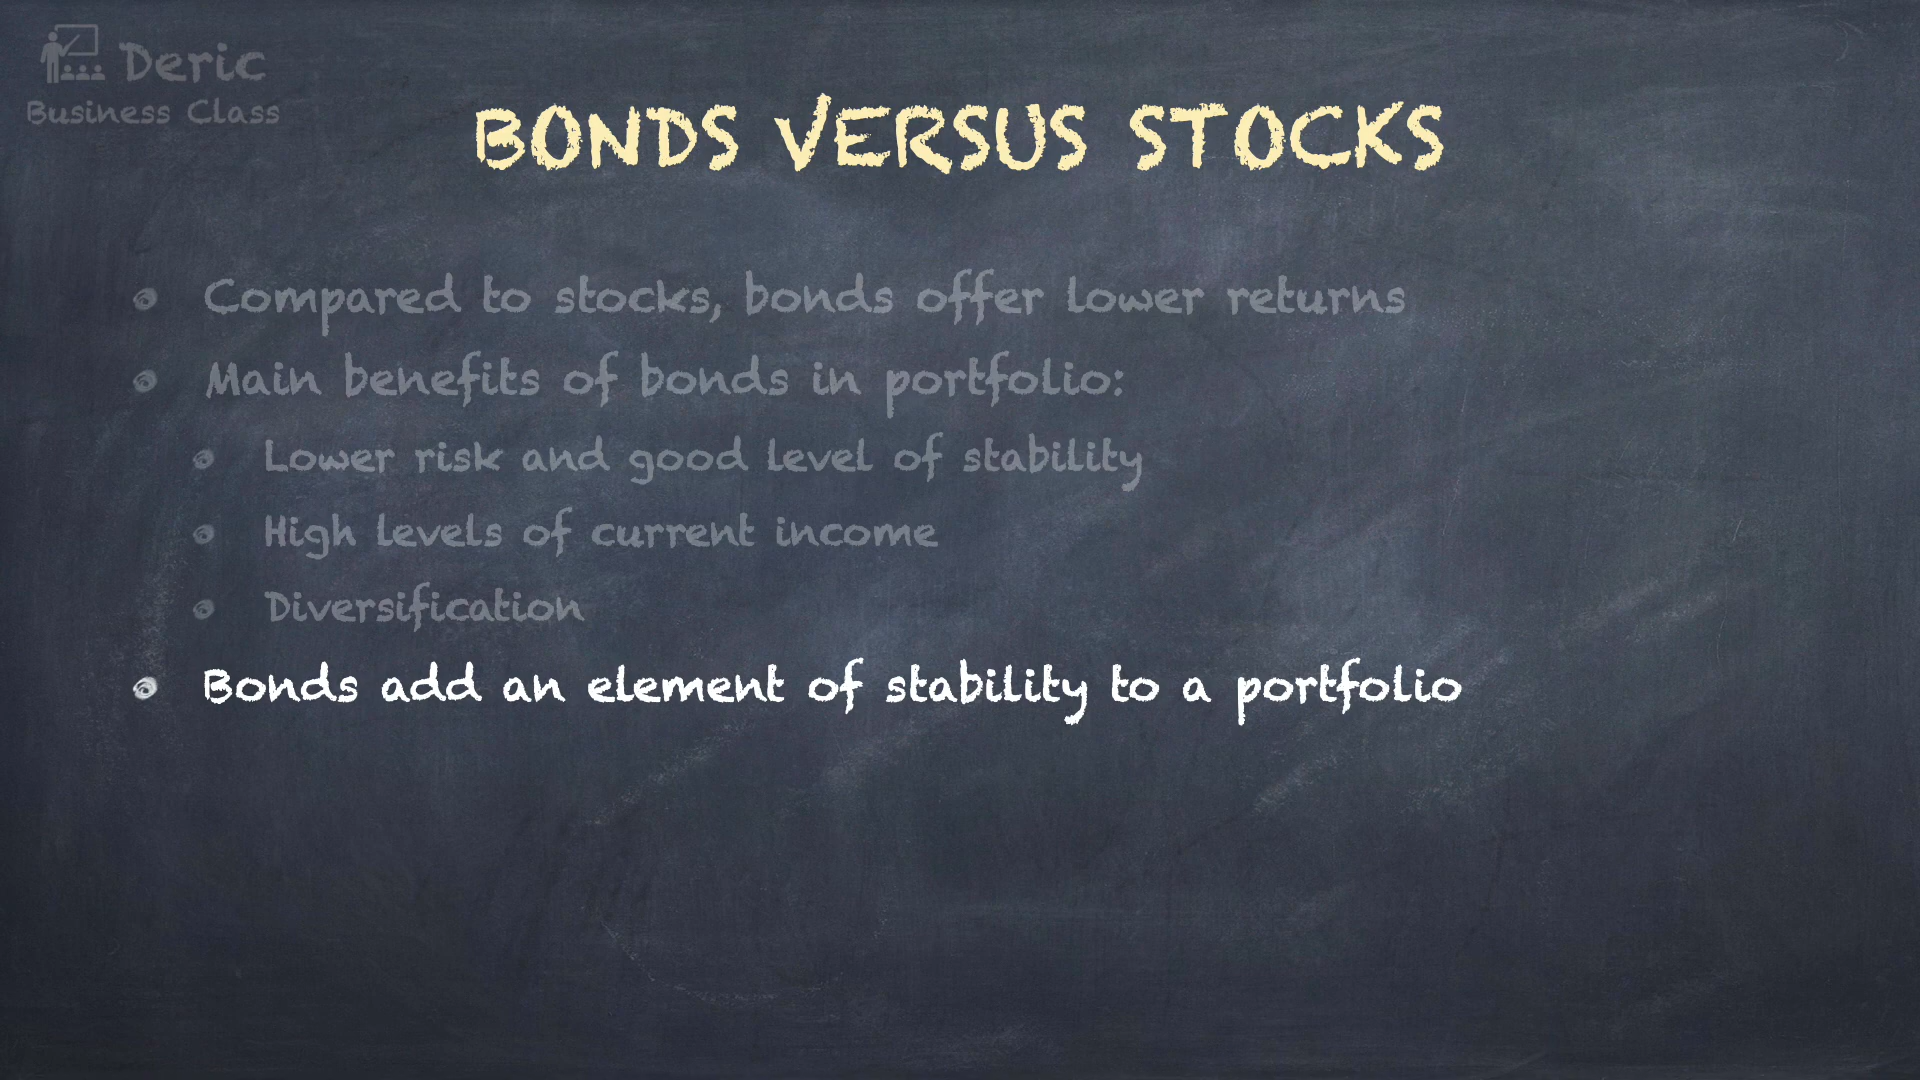 Deric
Business Class
BONDS VERSUS STOCKS
Compared to stocks, bonds offer lower returns
Main benefits of bonds in portfolio:
Lower risk and good level of stability
High levels of current income
Diversification
Bonds add an element of stability to a portfolio